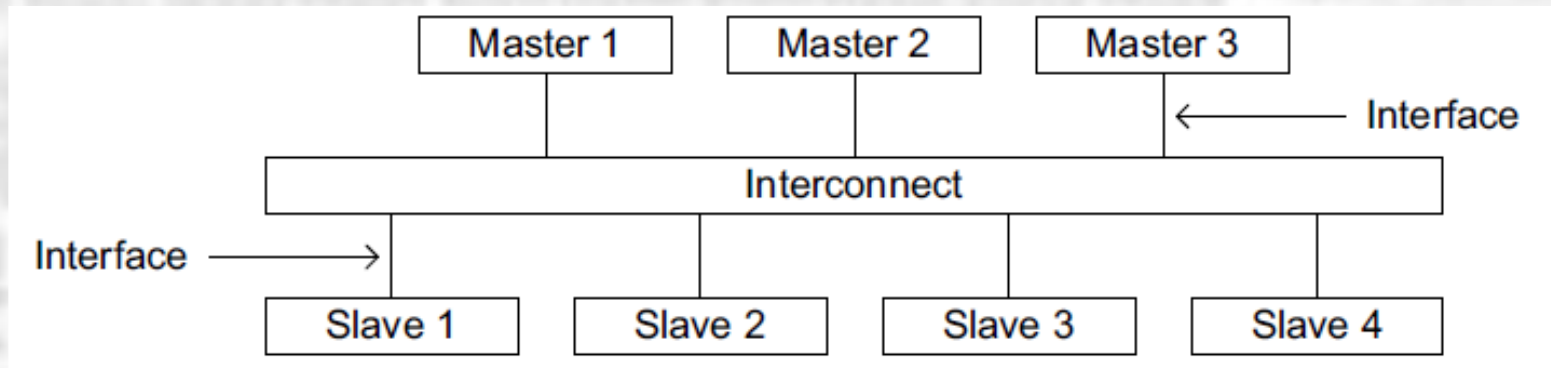 Master 1
Master 2
Master 3
Interface
Interconnect
Interface
Slave 1
Slave 2
Slave 3
Slave 4